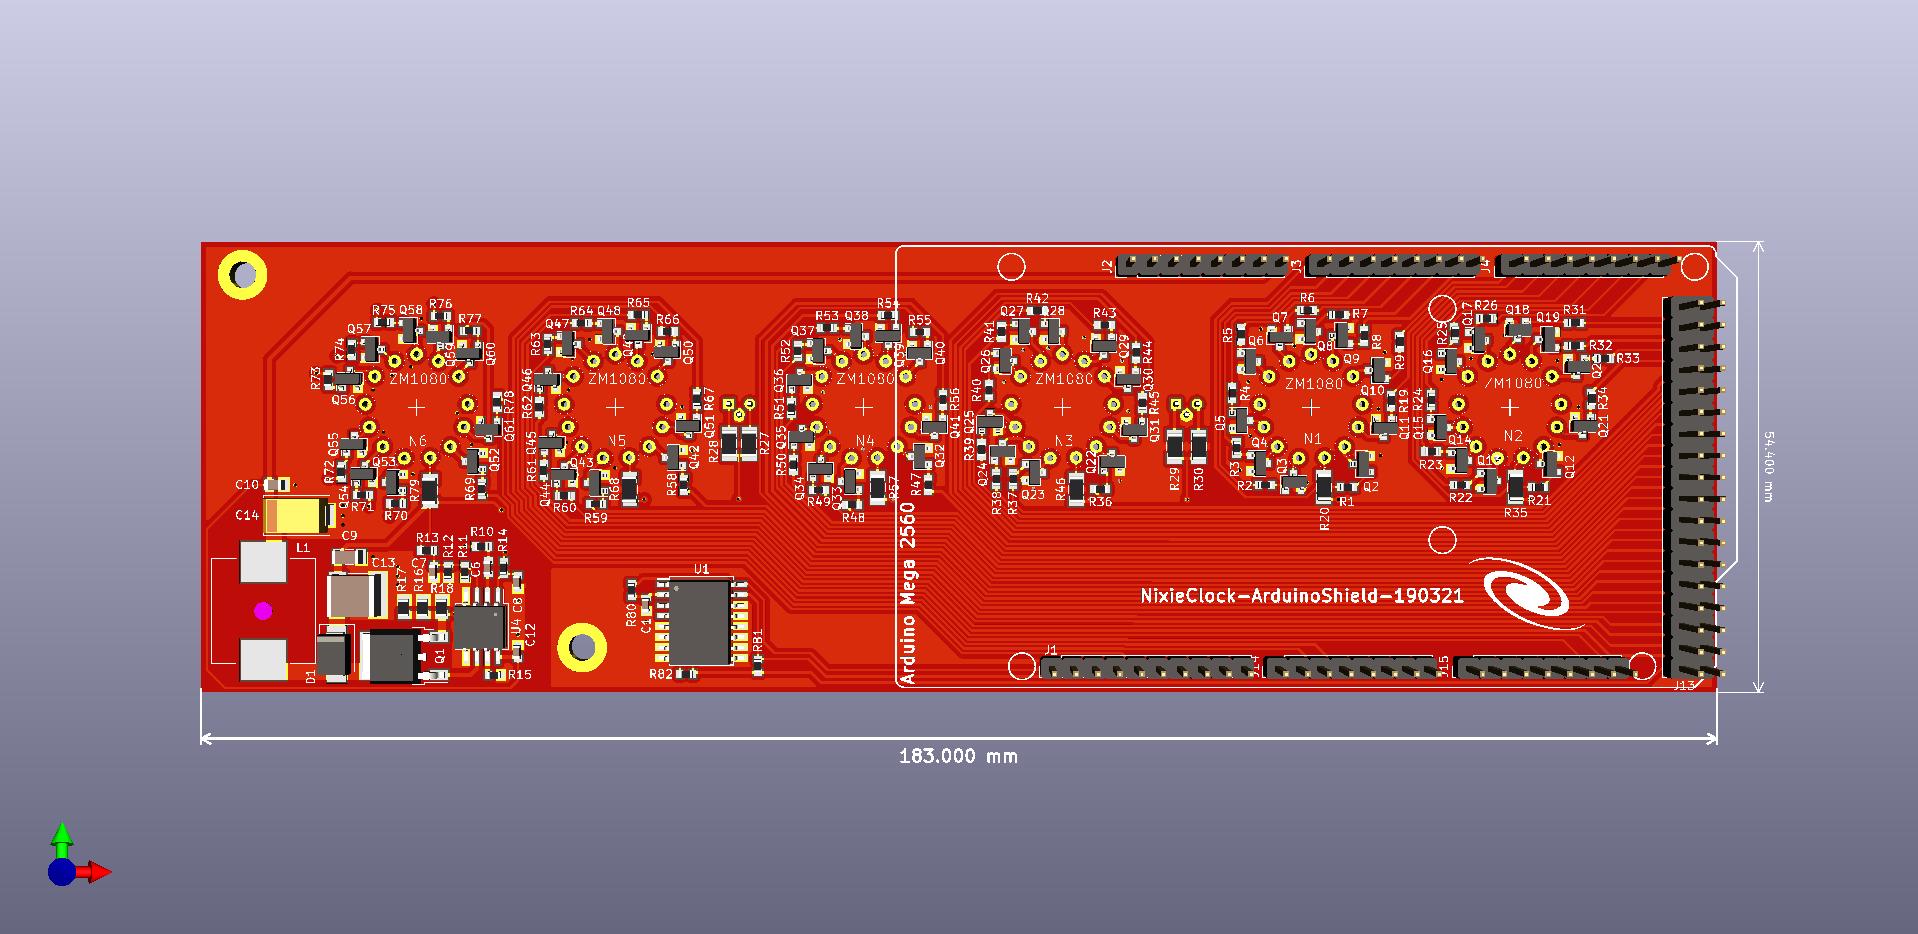 J2
J3
J4
R75
Q58
R76
R77
Q57
R74
Q59
Q60
R73
Q56
ZM1080
R78
Q61
Q55
N6
R72
Q53
Q52
Q54
R71
R70
R79
R69
R64
Q48
R65
Q47
R66
R63
Q50
Q46
ZM1080
R62
R67
Q51
Q45
N5
R61
Q43
Q42
Q44
R60
R59
R68
R58
R28
R27
R54
R53
Q38
R55
Q37
R52
Q39
Q40
Q36
ZM1080
R51
R56
Q41
Q35
N4
R50
Q32
Q34
R49
Q33
R48
R57
R47
R42
Q27
Q28
R43
R41
Q29
R44
Q26
R40
ZM1080
Q30
R45
Q25
Q31
R39
N3
Q24
Q22
R38
R37
Q23
R46
R36
R29
R30
R6
Q7
R7
R5
Q6
Q8
R8
Q9
R9
R4
ZM1080
Q10
Q5
R19
Q11
Q4
N1
R3
Q3
R2
Q2
R1
R20
Q17
R26
Q18
R31
R25
Q19
R32
Q16
R33
ZM1080
R24
R34
Q15
Q21
Q14
N2
R23
Q12
R22
R21
R35
C10
C14
C9
L1
C13
R13
R12
R11
R10
R14
C7
C6
R17
R16
R18
C8
U4
C12
D1
Q1
R15
U1
R80
C1
R81
R82
Arduino Mega 2560
NixieClock-ArduinoShield-190321
J1
J14
J15
J13
54.400 mm
183.000 mm